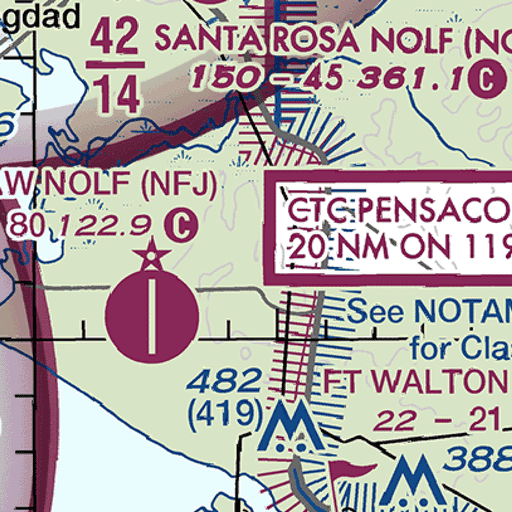 gdad
42
14
SANTA ROSA NOLF (NO
150 - 45 361.1 C
6
AW NOLF (NFJ)
80 122.9 C
CTC PENSACO
20 NM ON 119
See NOTAM
for Cla
482
(419)
FT WALTON
22 - 21
388